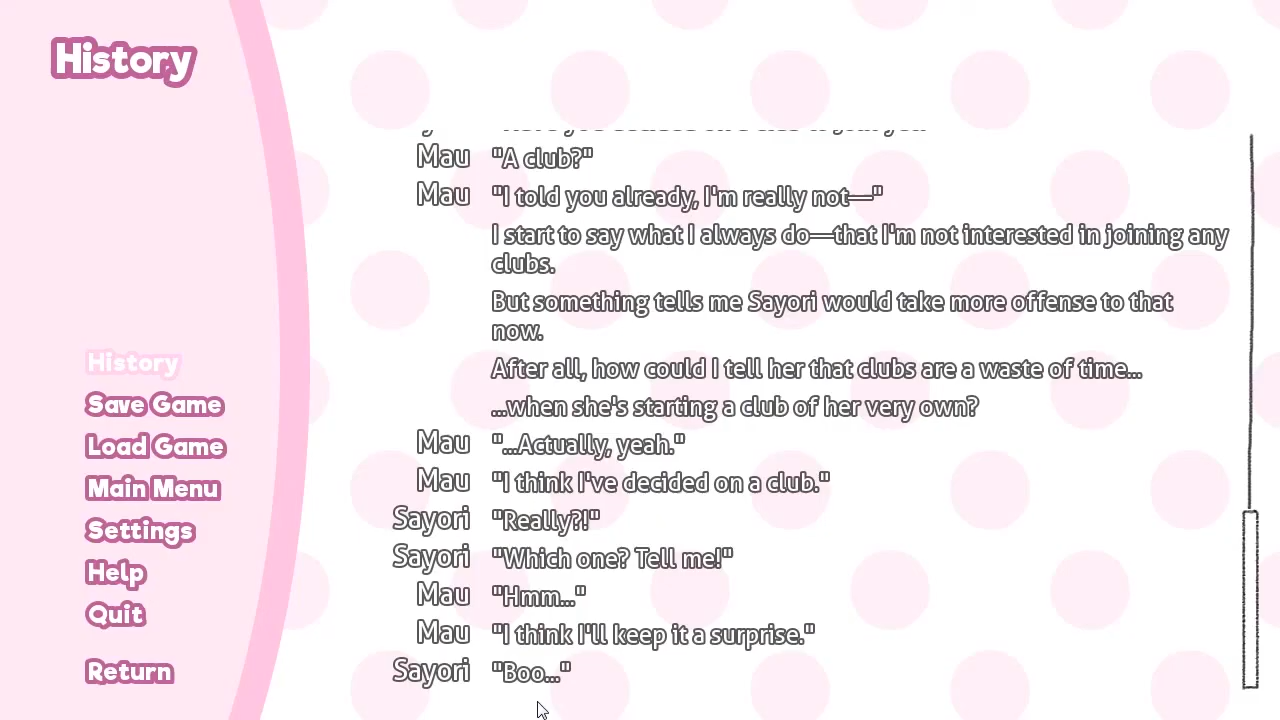 History
Mau "A club?"
Mau "I told you already, I'm really not—"
I start to say what I always do—that I'm not interested in joining any
clubs.
But something tells me Sayori would take more offense to that
now.
After all, how could I tell her that clubs are a waste of time...
...when she's starting a club of her very own?
Mau "...Actually, yeah."
Mau "I think I've decided on a club."
Sayori "Really?!"
Sayori "Which one? Tell me!"
Mau "Hmm..."
Mau "I think I'll keep it a surprise."
Sayori "Boo..."
History
Save Game
Load Game
Main Menu
Settings
Help
Quit
Return